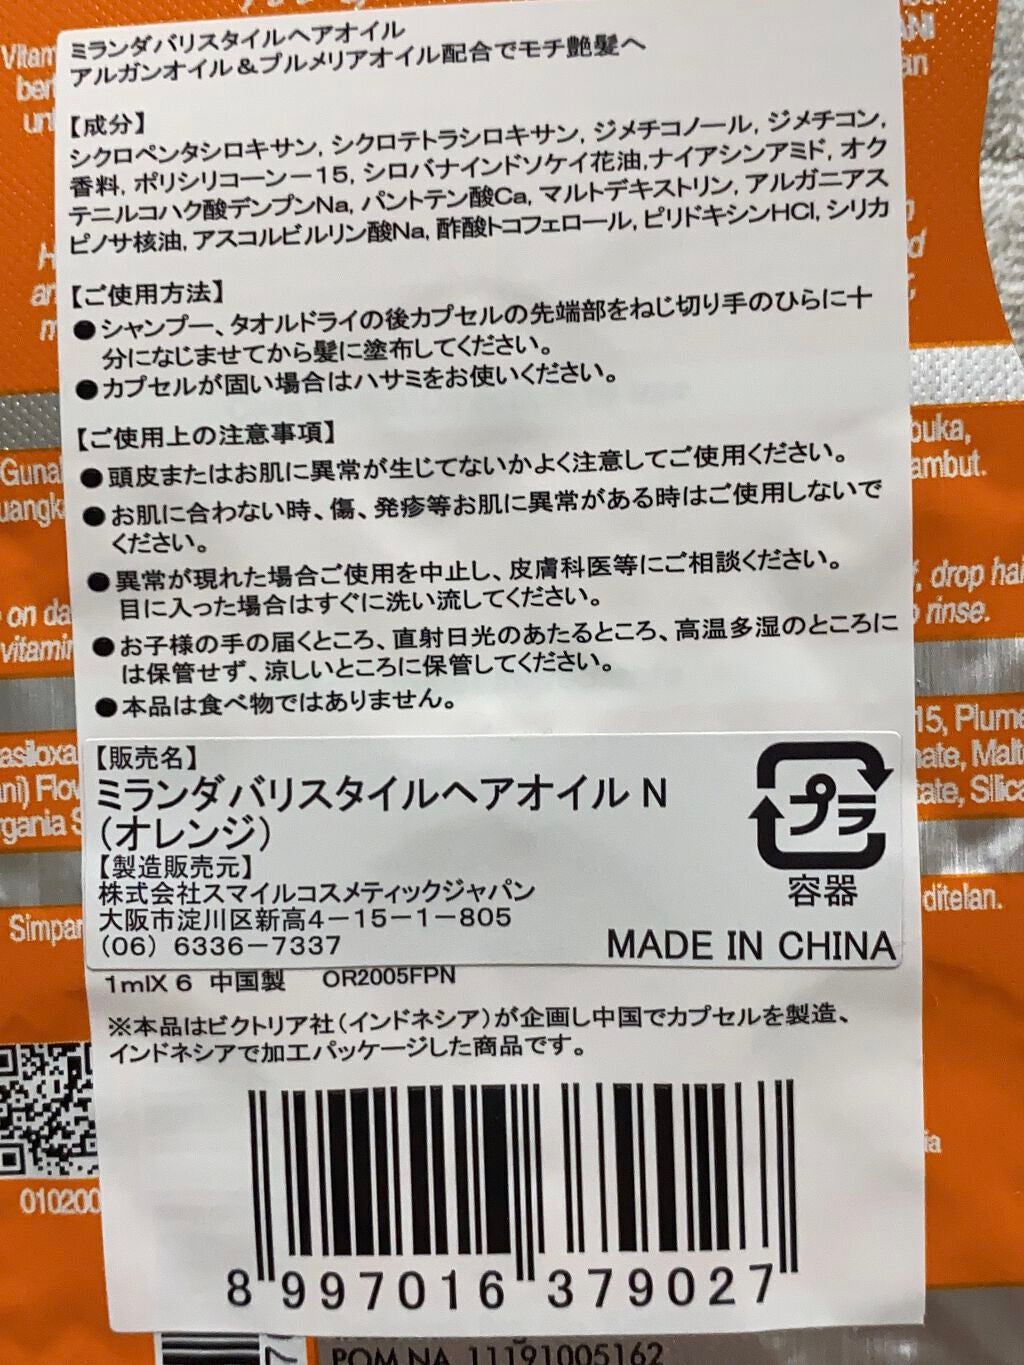 ミランダバリスタイルヘアオイル
アルガンオイル＆プルメリアオイル配合でモチ艶髪へ
【成分】
シクロペンタシロキサン, シクロテトラシロキサン, ジメチコノール, ジメチコン,
香料, ポリシリコーン－15, シロバナインドソケイ花油,ナイアシンアミド, オク
テニルコハク酸デンプンNa, パントテン酸Ca, マルトデキストリン, アルガニアス
ピノサ核油, アスコルビルリン酸Na, 酢酸トコフェロール, ピリドキシンHCl, シリカ
【ご使用方法】
●シャンプー、タオルドライの後カプセルの先端部をねじ切り手のひらに十
分になじませてから髪に塗布してください。
●カプセルが固い場合はハサミをお使いください。
【ご使用上の注意事項】
●頭皮またはお肌に異常が生じてないかよく注意してご使用ください。
●お肌に合わない時、傷、発疹等お肌に異常がある時はご使用しないで
ください。
●異常が現れた場合ご使用を中止し、皮膚科医等にご相談ください。
目に入った場合はすぐに洗い流してください。
●お子様の手の届くところ、直射日光のあたるところ、高温多湿のところに
は保管せず、涼しいところに保管してください。
●本品は食べ物ではありません。
【販売名】
ミランダバリスタイルヘアオイル N
（オレンジ）
【製造販売元】
株式会社スマイルコスメティックジャパン
大阪市淀川区新高4－15－1－805
（06）6336－7337
プラ
容器
MADE IN CHINA
1mlX 6 中国製 OR2005FPN
※本品はビクトリア社（インドネシア）が企画し中国でカプセルを製造、
インドネシアで加工パッケージした商品です。
8 997016 379027
on da
vitamin
ambut.
drop hai
rinse.
15, Plume
Simpan
ditelan.
010200
POM NA 11191005162